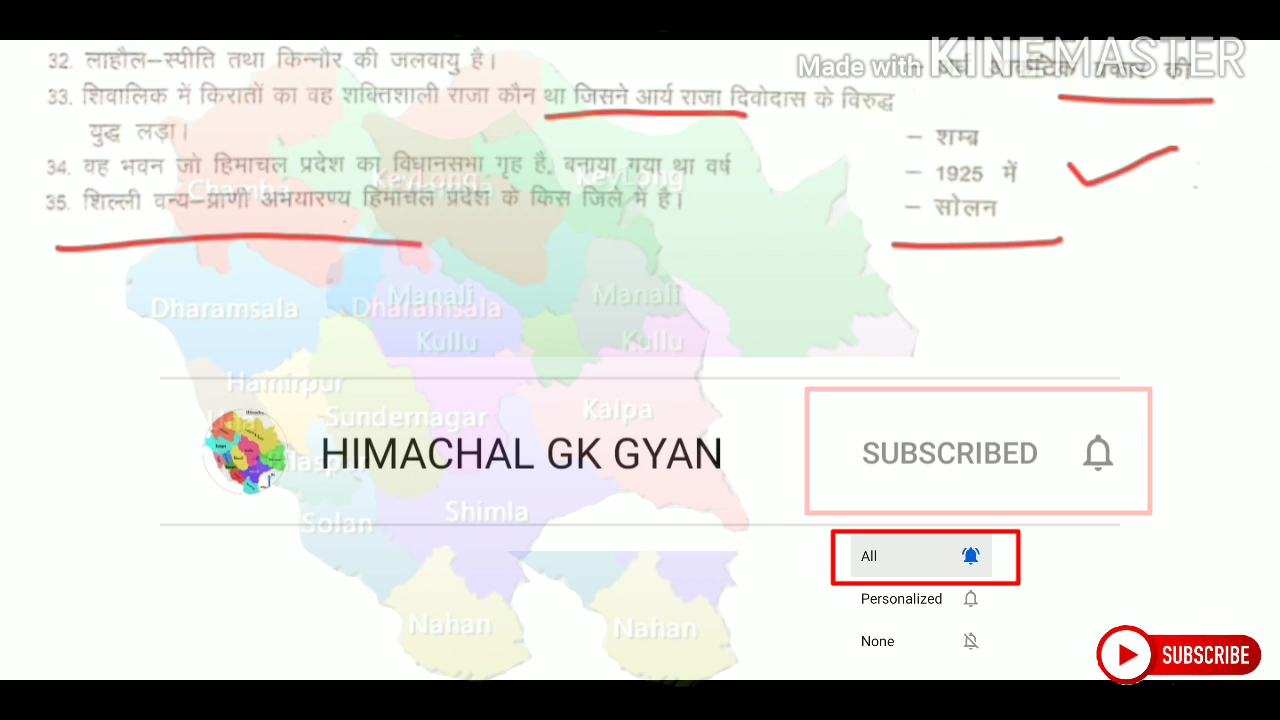 Made with KINEMASTER
32. लाहौल–स्पीति तथा किन्नौर की जलवायु है। – प्रकार की
33. शिवालिक में किरातों का वह शक्तिशाली राजा कौन था जिसने आर्य राजा दिवोदास के विरुद्ध
युद्ध लड़ा। – शम्ब्र
34. वह भवन जो हिमाचल प्रदेश का विधानसभा गृह है, बनाया गया था वर्ष – 1925 में
35. शिल्ली वन्य–प्राणी अभयारण्य हिमाचल प्रदेश के किस जिले में है। – सोलन
Chamba Keylong Keylong
Manali Manali
Dharamsala Dharamsala
Kullu Kullu
Hamirpur
Sundernagar Kalpa
HIMACHAL GK GYAN SUBSCRIBED
Solan Shimla
All
Personalized
None
Nahan Nahan
SUBSCRIBE